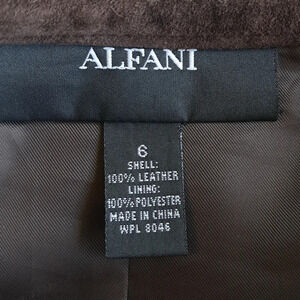 ALFANI
6
SHELL:
100% LEATHER
LINING:
100% POLYESTER
MADE IN CHINA
WPL 8046